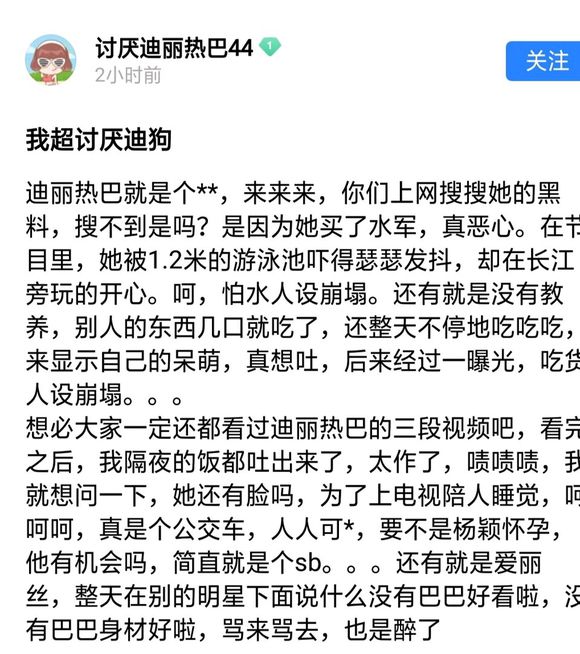 讨厌迪丽热巴44
1
2小时前
关注
我超讨厌迪狗
迪丽热巴就是个**，来来来，你们上网搜搜她的黑
料，搜不到是吗？是因为她买了水军，真恶心。在节
目里，她被1.2米的游泳池吓得瑟瑟发抖，却在长江
旁玩的开心。呵，怕水人设崩塌。还有就是没有教
养，别人的东西几口就吃了，还整天不停地吃吃吃，
来显示自己的呆萌，真想吐，后来经过一曝光，吃货
人设崩塌。。。
想必大家一定还都看过迪丽热巴的三段视频吧，看完
之后，我隔夜的饭都吐出来了，太作了，啧啧啧，我
就想问一下，她还有脸吗，为了上电视陪人睡觉，呵
呵呵，真是个公交车，人人可*，要不是杨颖怀孕，
他有机会吗，简直就是个sb。。。还有就是爱丽
丝，整天在别的明星下面说什么没有巴巴好看啦，没
有巴巴身材好啦，骂来骂去，也是醉了